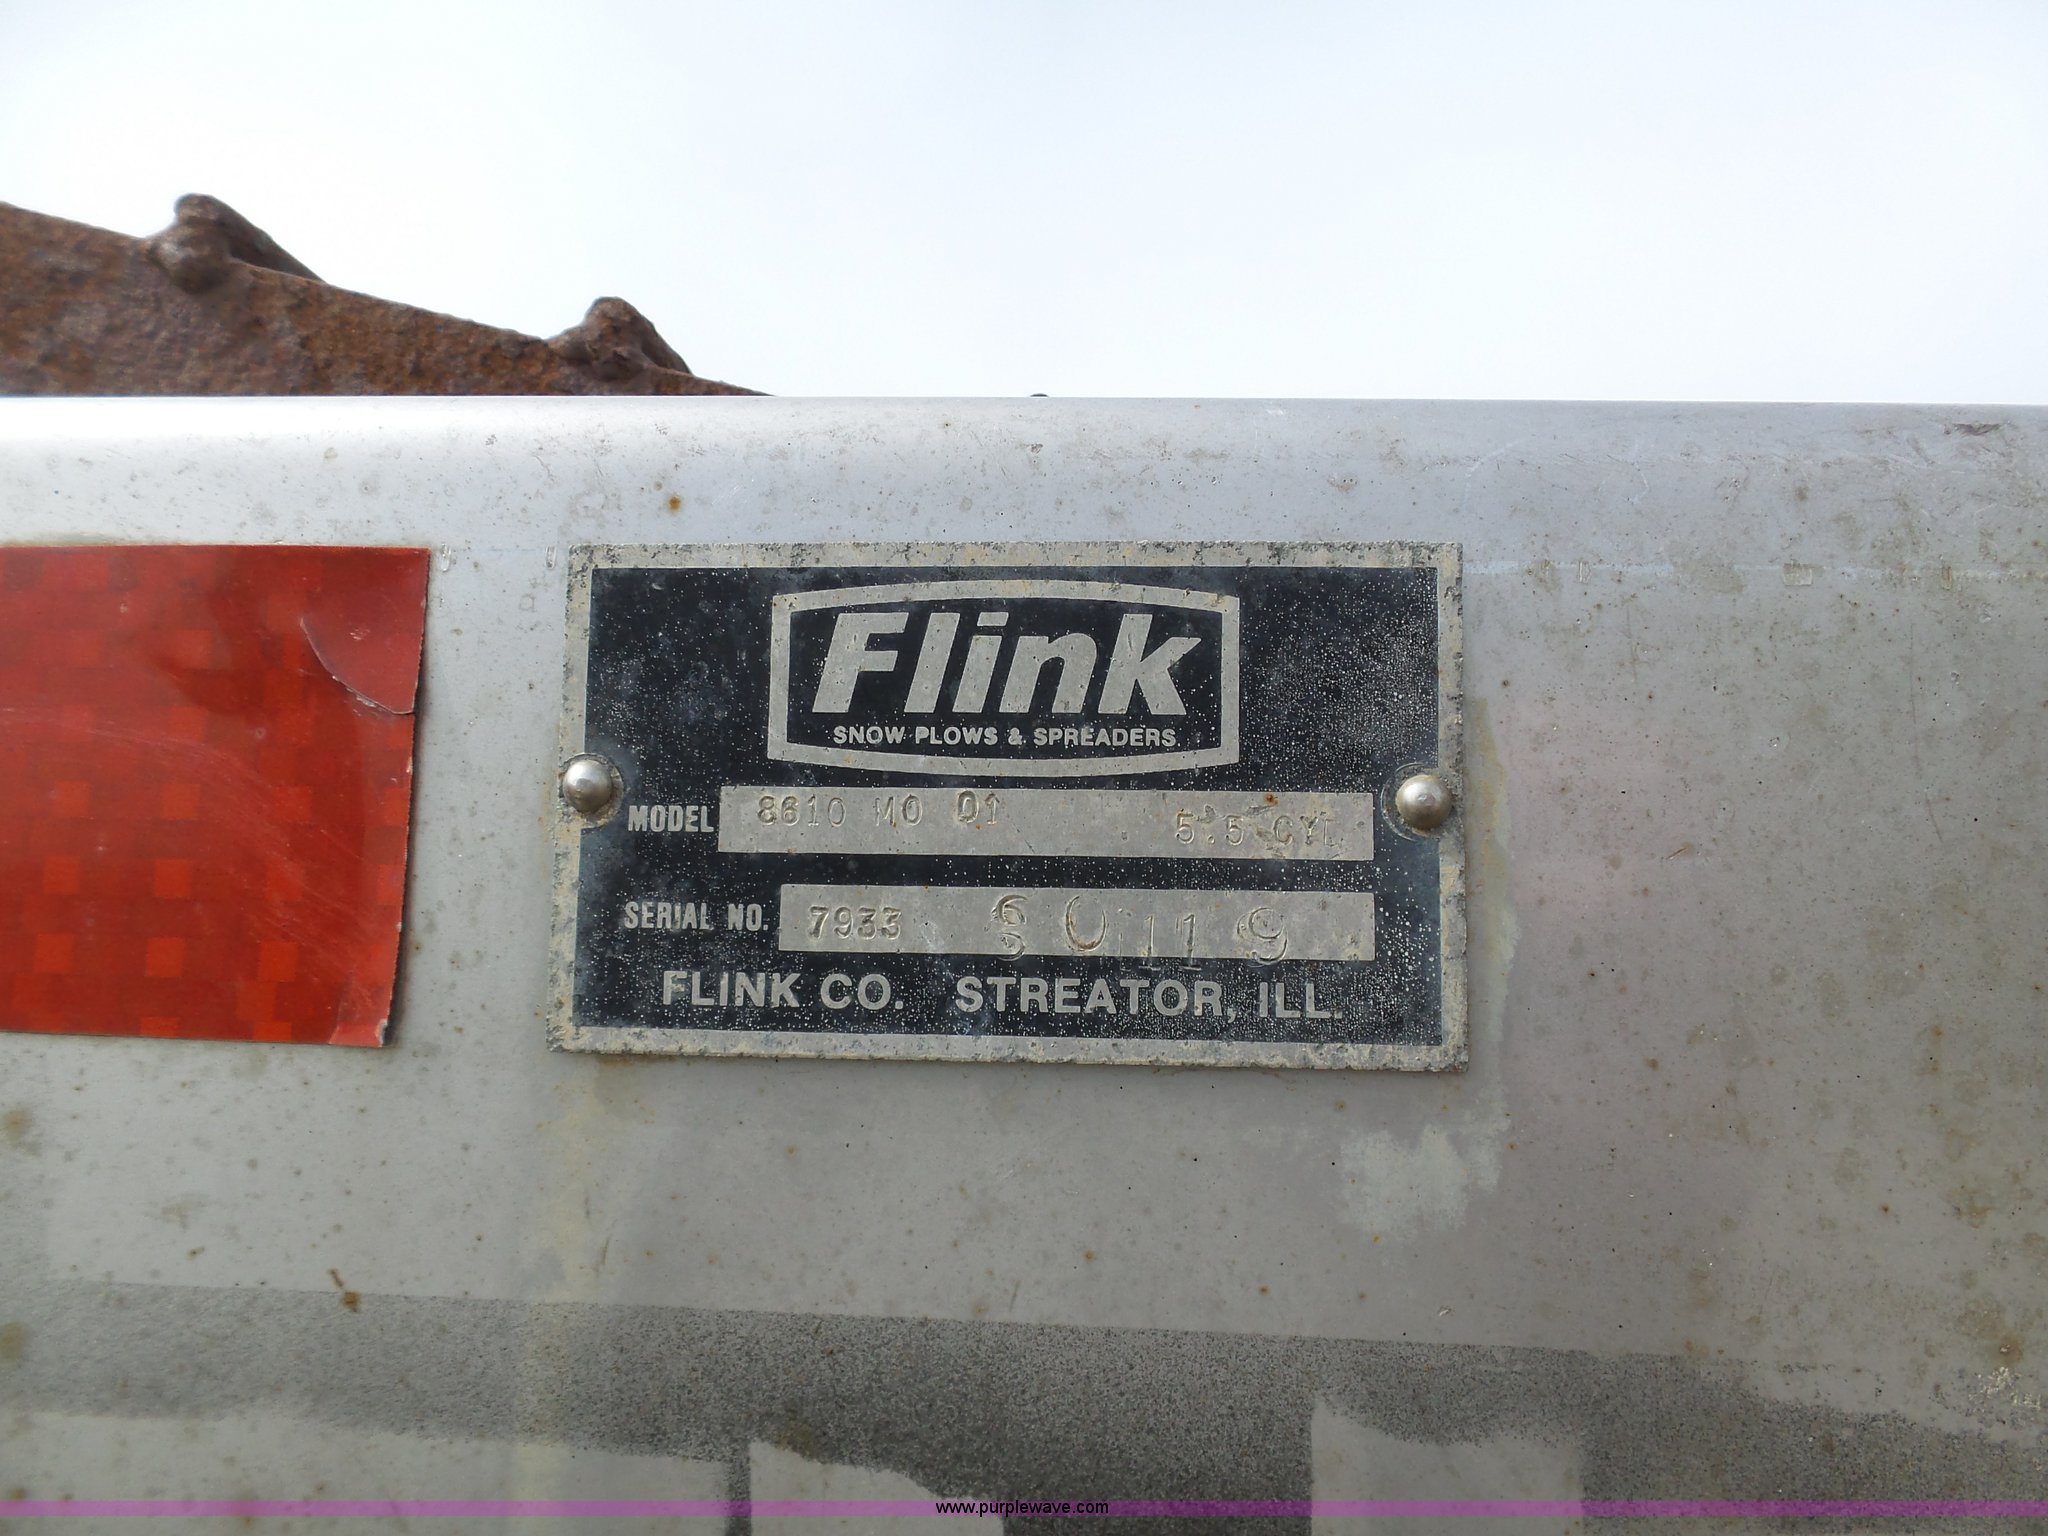 Flink
SNOW PLOWS & SPREADERS
MODEL 8610 MO 01 5.5 CYL
SERIAL NO. 7933 119
FLINK CO. STREATOR, ILL.
www.purplewave.com